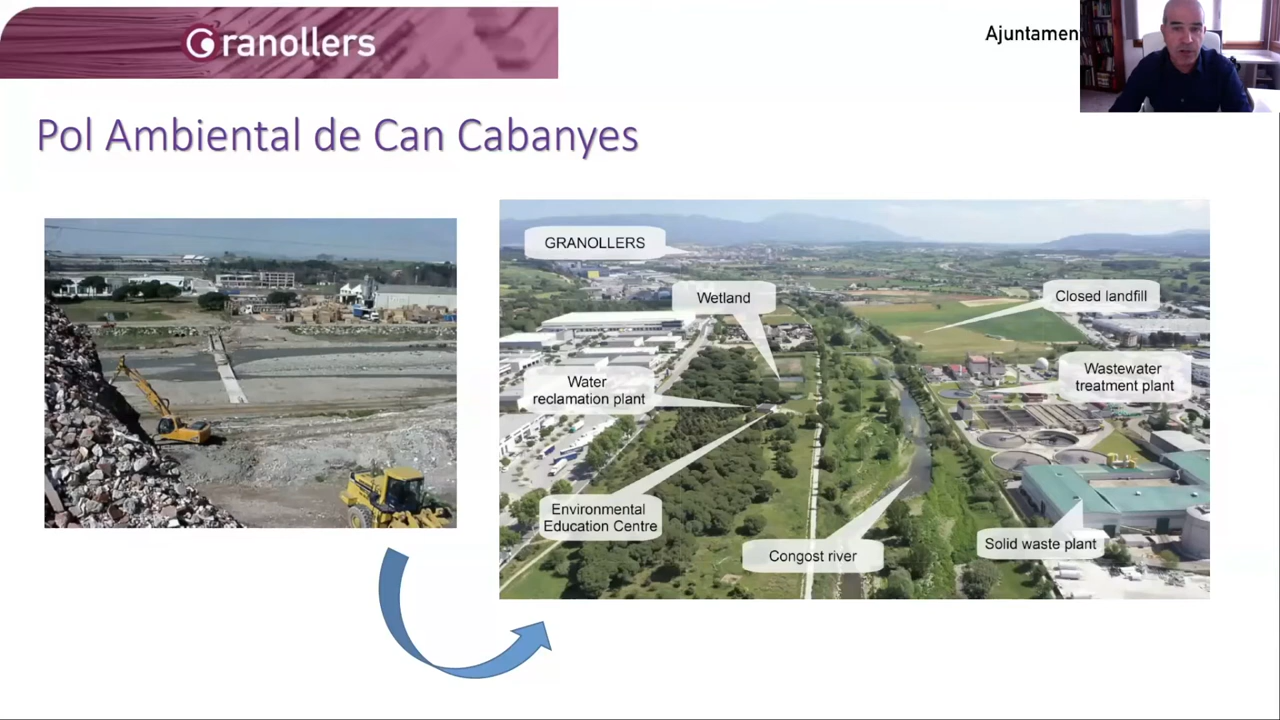 Granollers
Ajuntamen
Pol Ambiental de Can Cabanyes
GRANOLLERS
Wetland
Closed landfill
Water
reclamation plant
Wastewater
treatment plant
Environmental
Education Centre
Congost river
Solid waste plant